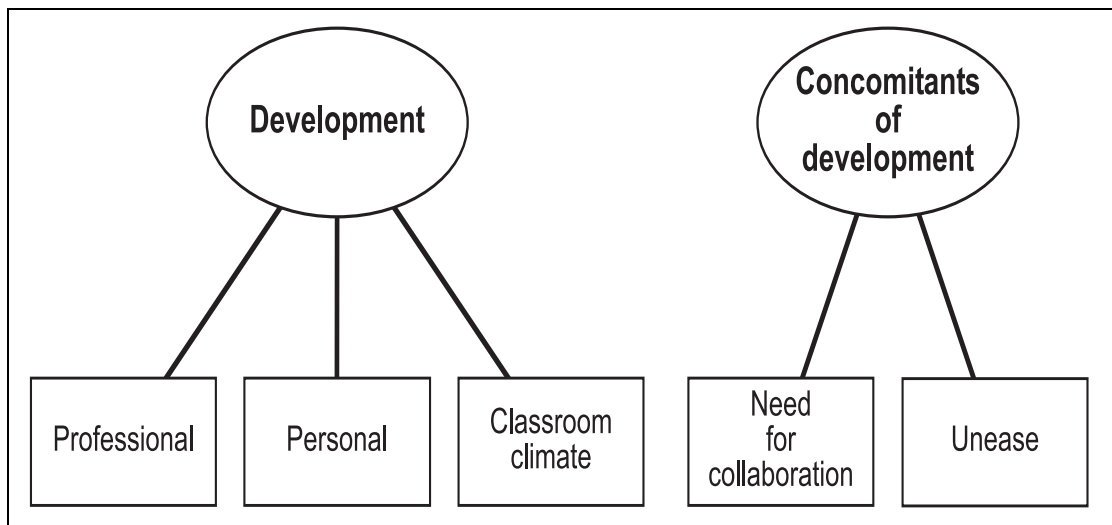 Development
Concomitants
of
development
Professional
Personal
Classroom
climate
Need
for
collaboration
Unease